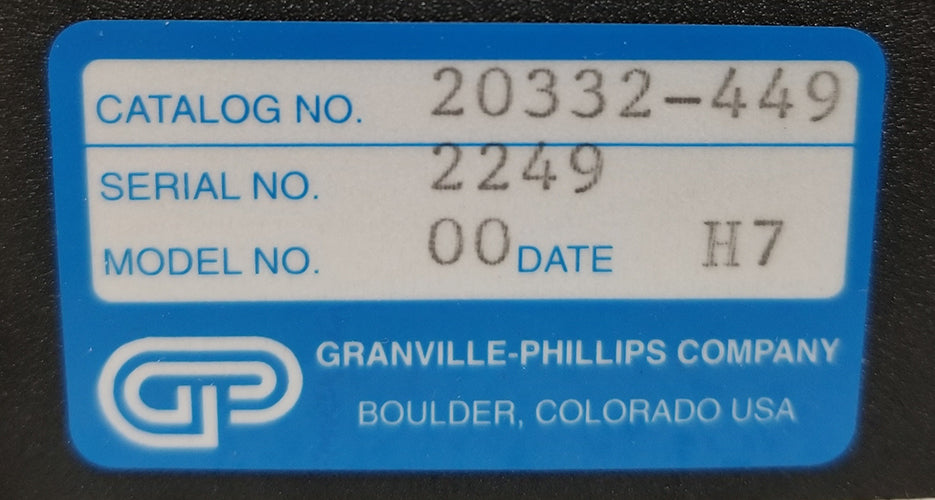 CATALOG NO. 20332-449
SERIAL NO. 2249
MODEL NO. 00 DATE H7
GP
GRANVILLE-PHILLIPS COMPANY
BOULDER, COLORADO USA